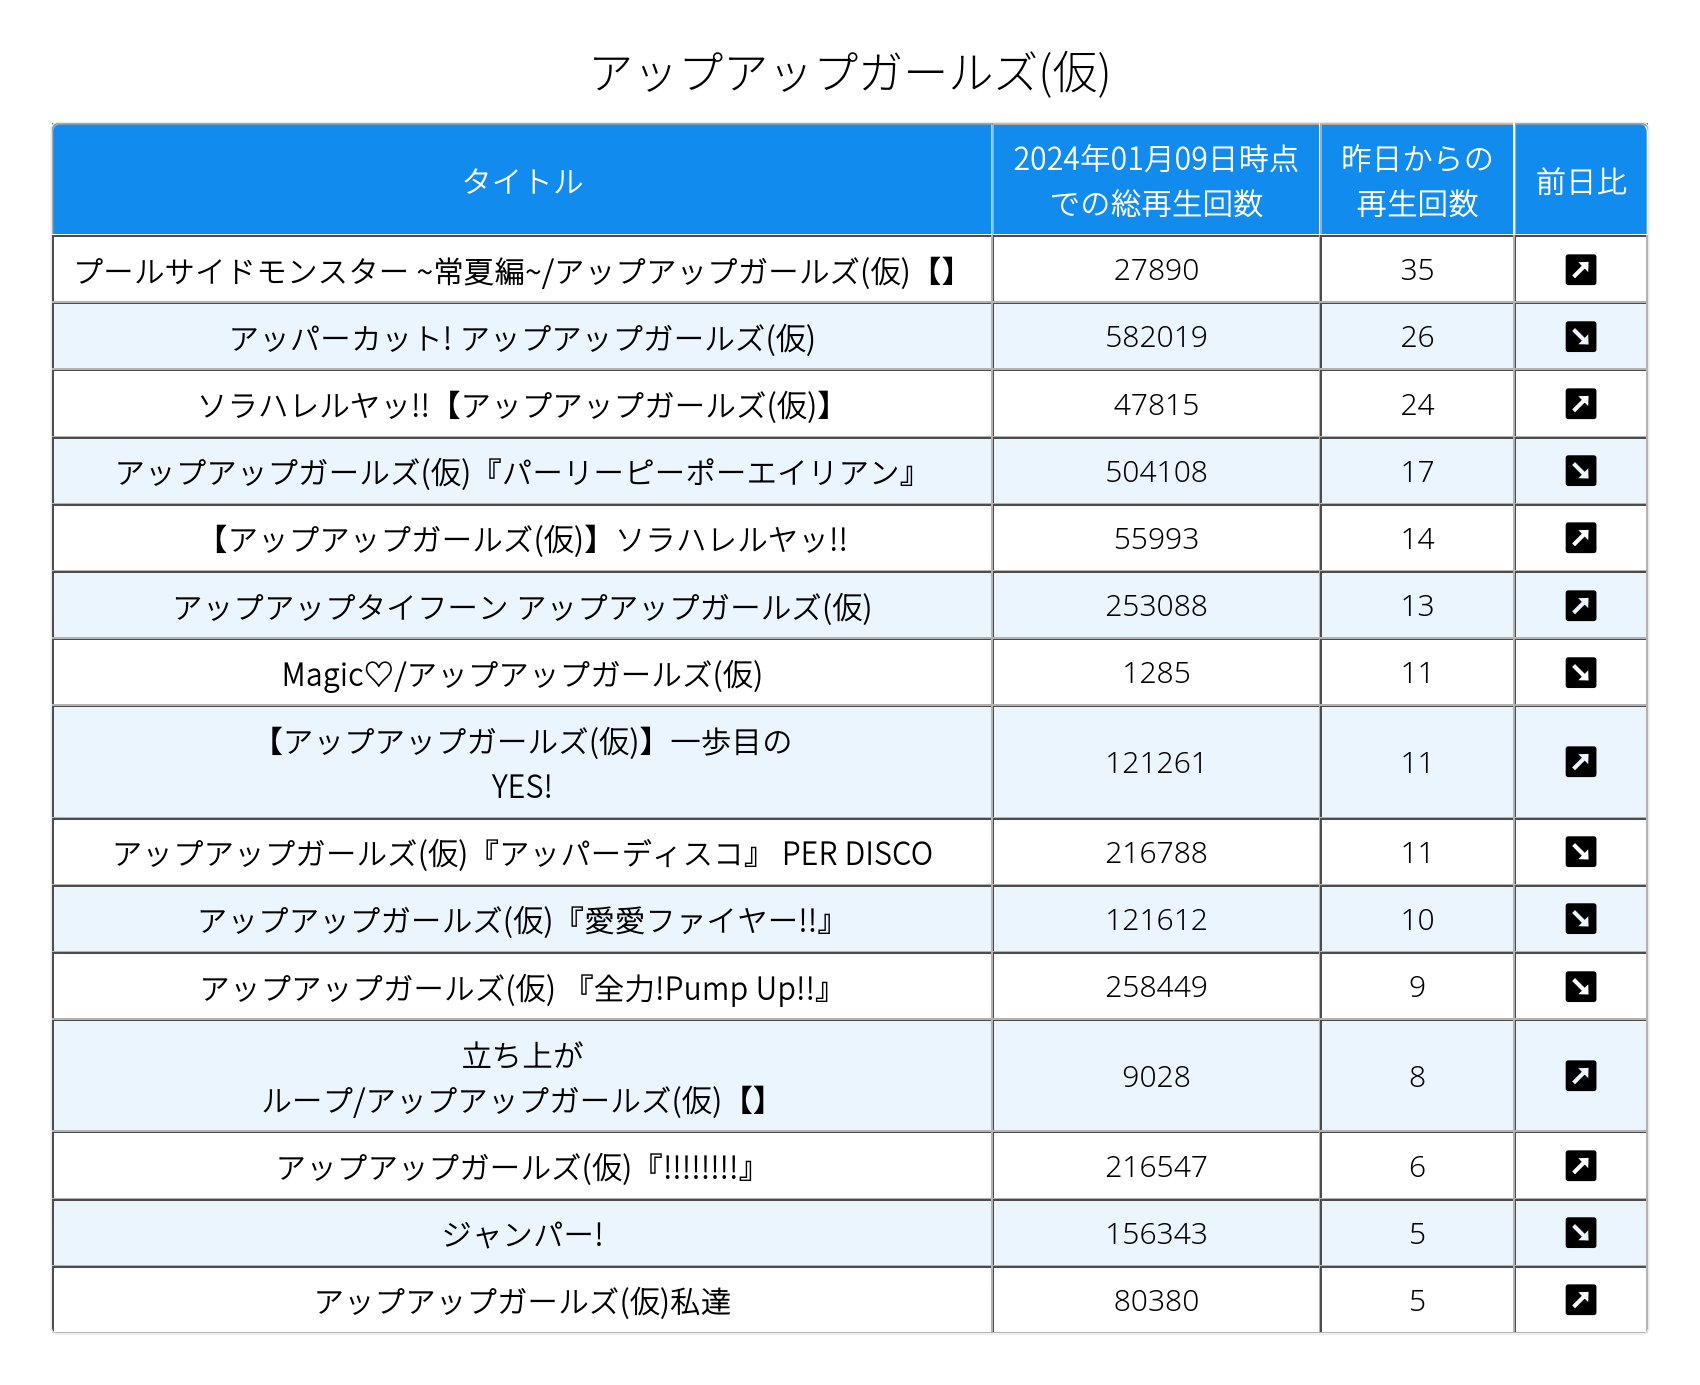 アップアップガールズ(仮)
タイトル
2024年01月09日時点
での総再生回数
昨日からの
再生回数
前日比
プールサイドモンスター ~常夏編~/アップアップガールズ(仮)【】
27890
35
アッパーカット! アップアップガールズ(仮)
582019
26
ソラハレルヤッ!!【アップアップガールズ(仮)】
47815
24
アップアップガールズ(仮)『パーリーピーポーエイリアン』
504108
17
【アップアップガールズ(仮)】ソラハレルヤッ!!
55993
14
アップアップタイフーン アップアップガールズ(仮)
253088
13
Magic♡/アップアップガールズ(仮)
1285
11
【アップアップガールズ(仮)】一歩目の
YES!
121261
11
アップアップガールズ(仮)『アッパーディスコ』 PER DISCO
216788
11
アップアップガールズ(仮)『愛愛ファイヤー!!』
121612
10
アップアップガールズ(仮) 『全力!Pump Up!!』
258449
9
立ち上が
ループ/アップアップガールズ(仮)【】
9028
8
アップアップガールズ(仮)『!!!!!!!!』
216547
6
ジャンパー!
156343
5
アップアップガールズ(仮)私達
80380
5